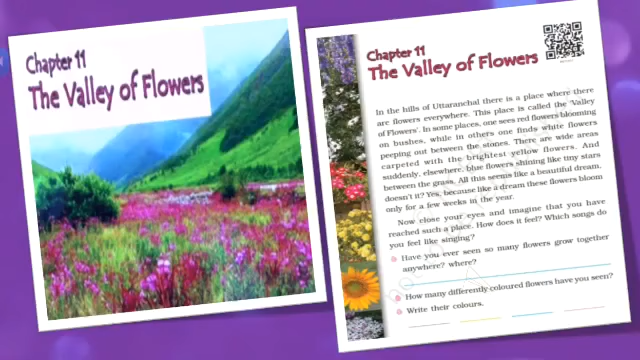 Chapter 11
The Valley of Flowers
Chapter 11
The Valley of Flowers
In the hills of Uttaranchal there is a place where there
are flowers everywhere. This place is called the 'Valley
of Flowers'. In some places, one sees red flowers blooming
on bushes, while in others one finds white flowers
peeping out between the stones. There are wide areas
carpeted with the brightest yellow flowers. And
suddenly, elsewhere, blue flowers shining like tiny stars
between the grass. All this seems like a beautiful dream,
doesn't it? Yes, because like a dream these flowers bloom
only for a few weeks in the year.
Now close your eyes and imagine that you have
reached such a place. How does it feel? Which songs do
you feel like singing?
Have you ever seen so many flowers grow together
anywhere? where?
How many differently coloured flowers have you seen?
Write their colours.